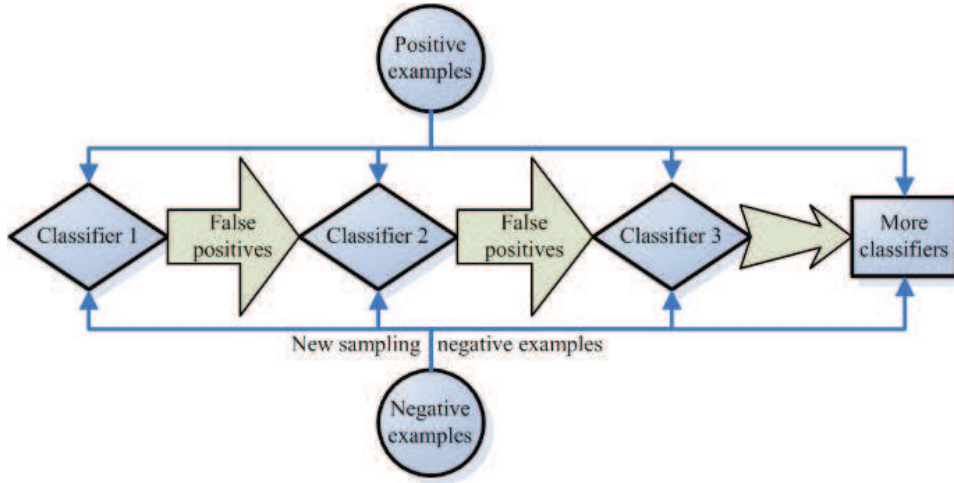 Positive
examples
Classifier 1
False
positives
Classifier 2
False
positives
Classifier 3
More
classifiers
New sampling negative examples
Negative
examples